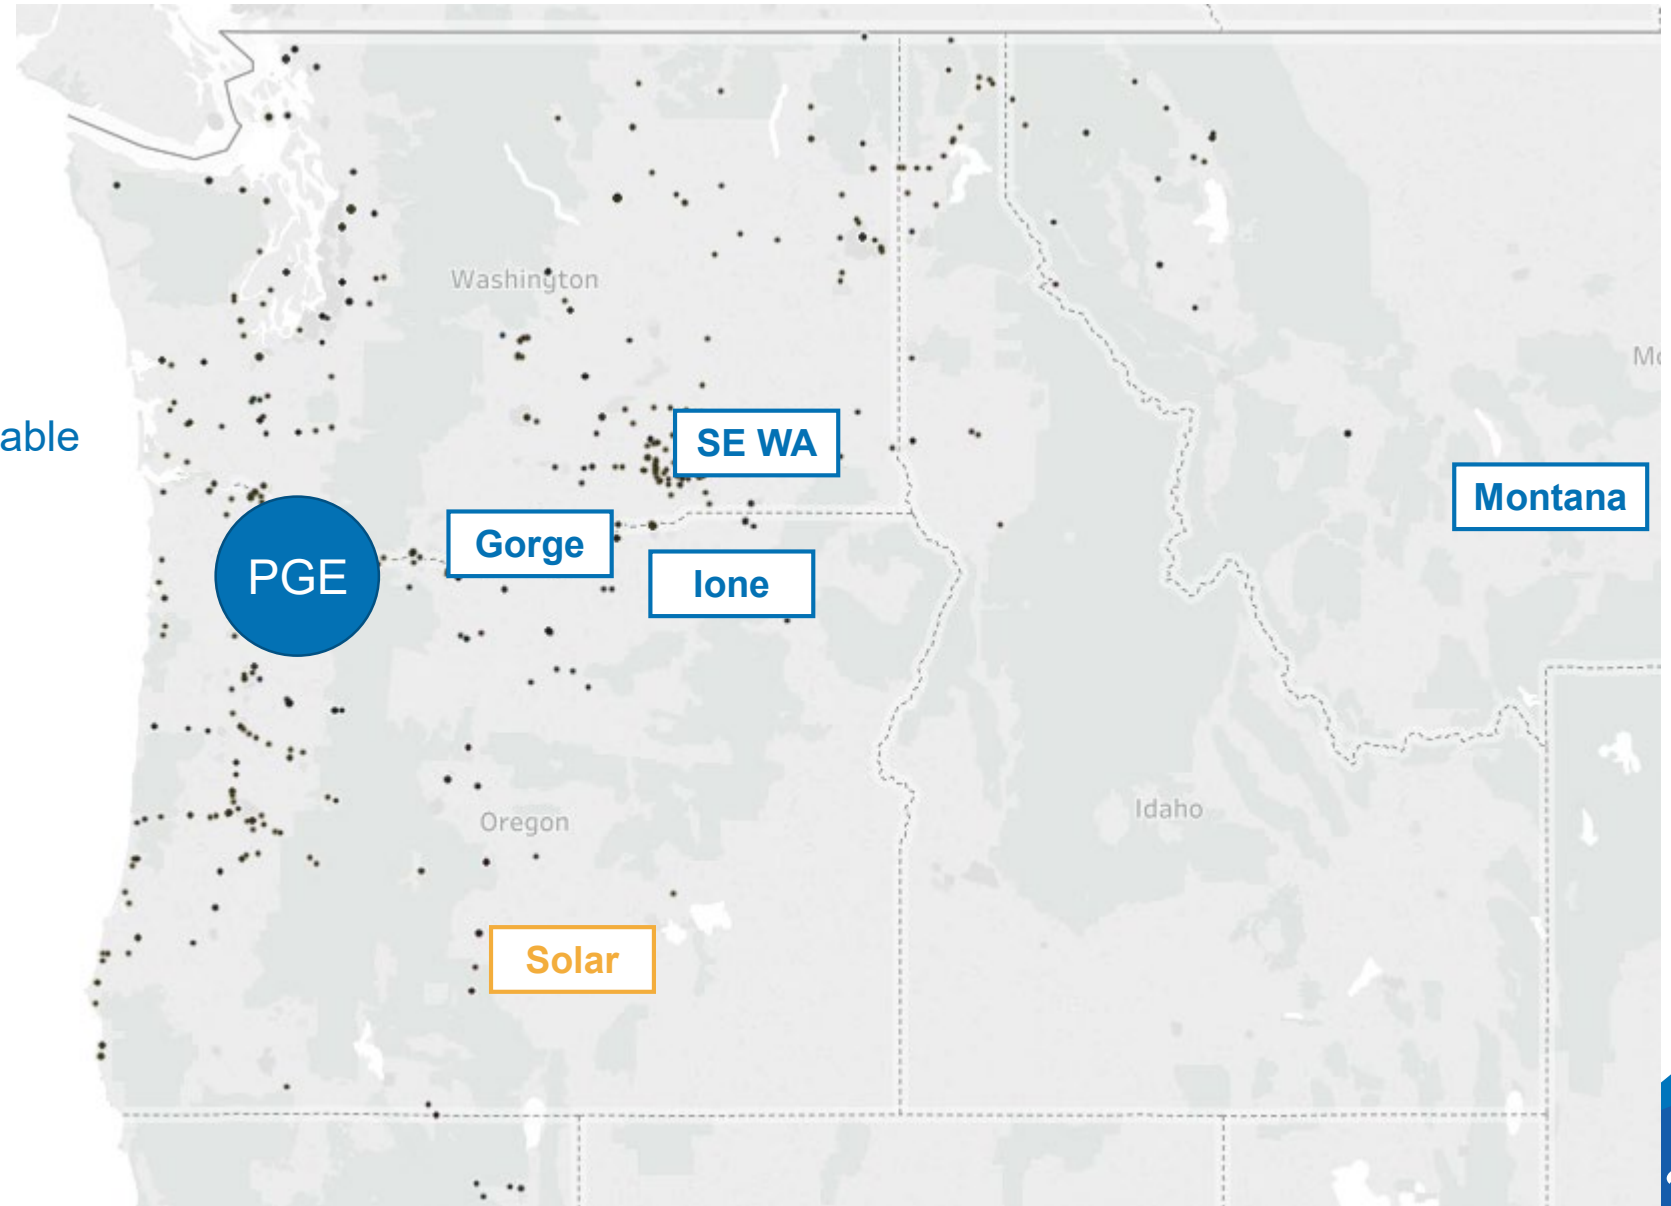 Washington
able
SE WA
Montana
Gorge
PGE
Ione
Idaho
Oregon
Solar